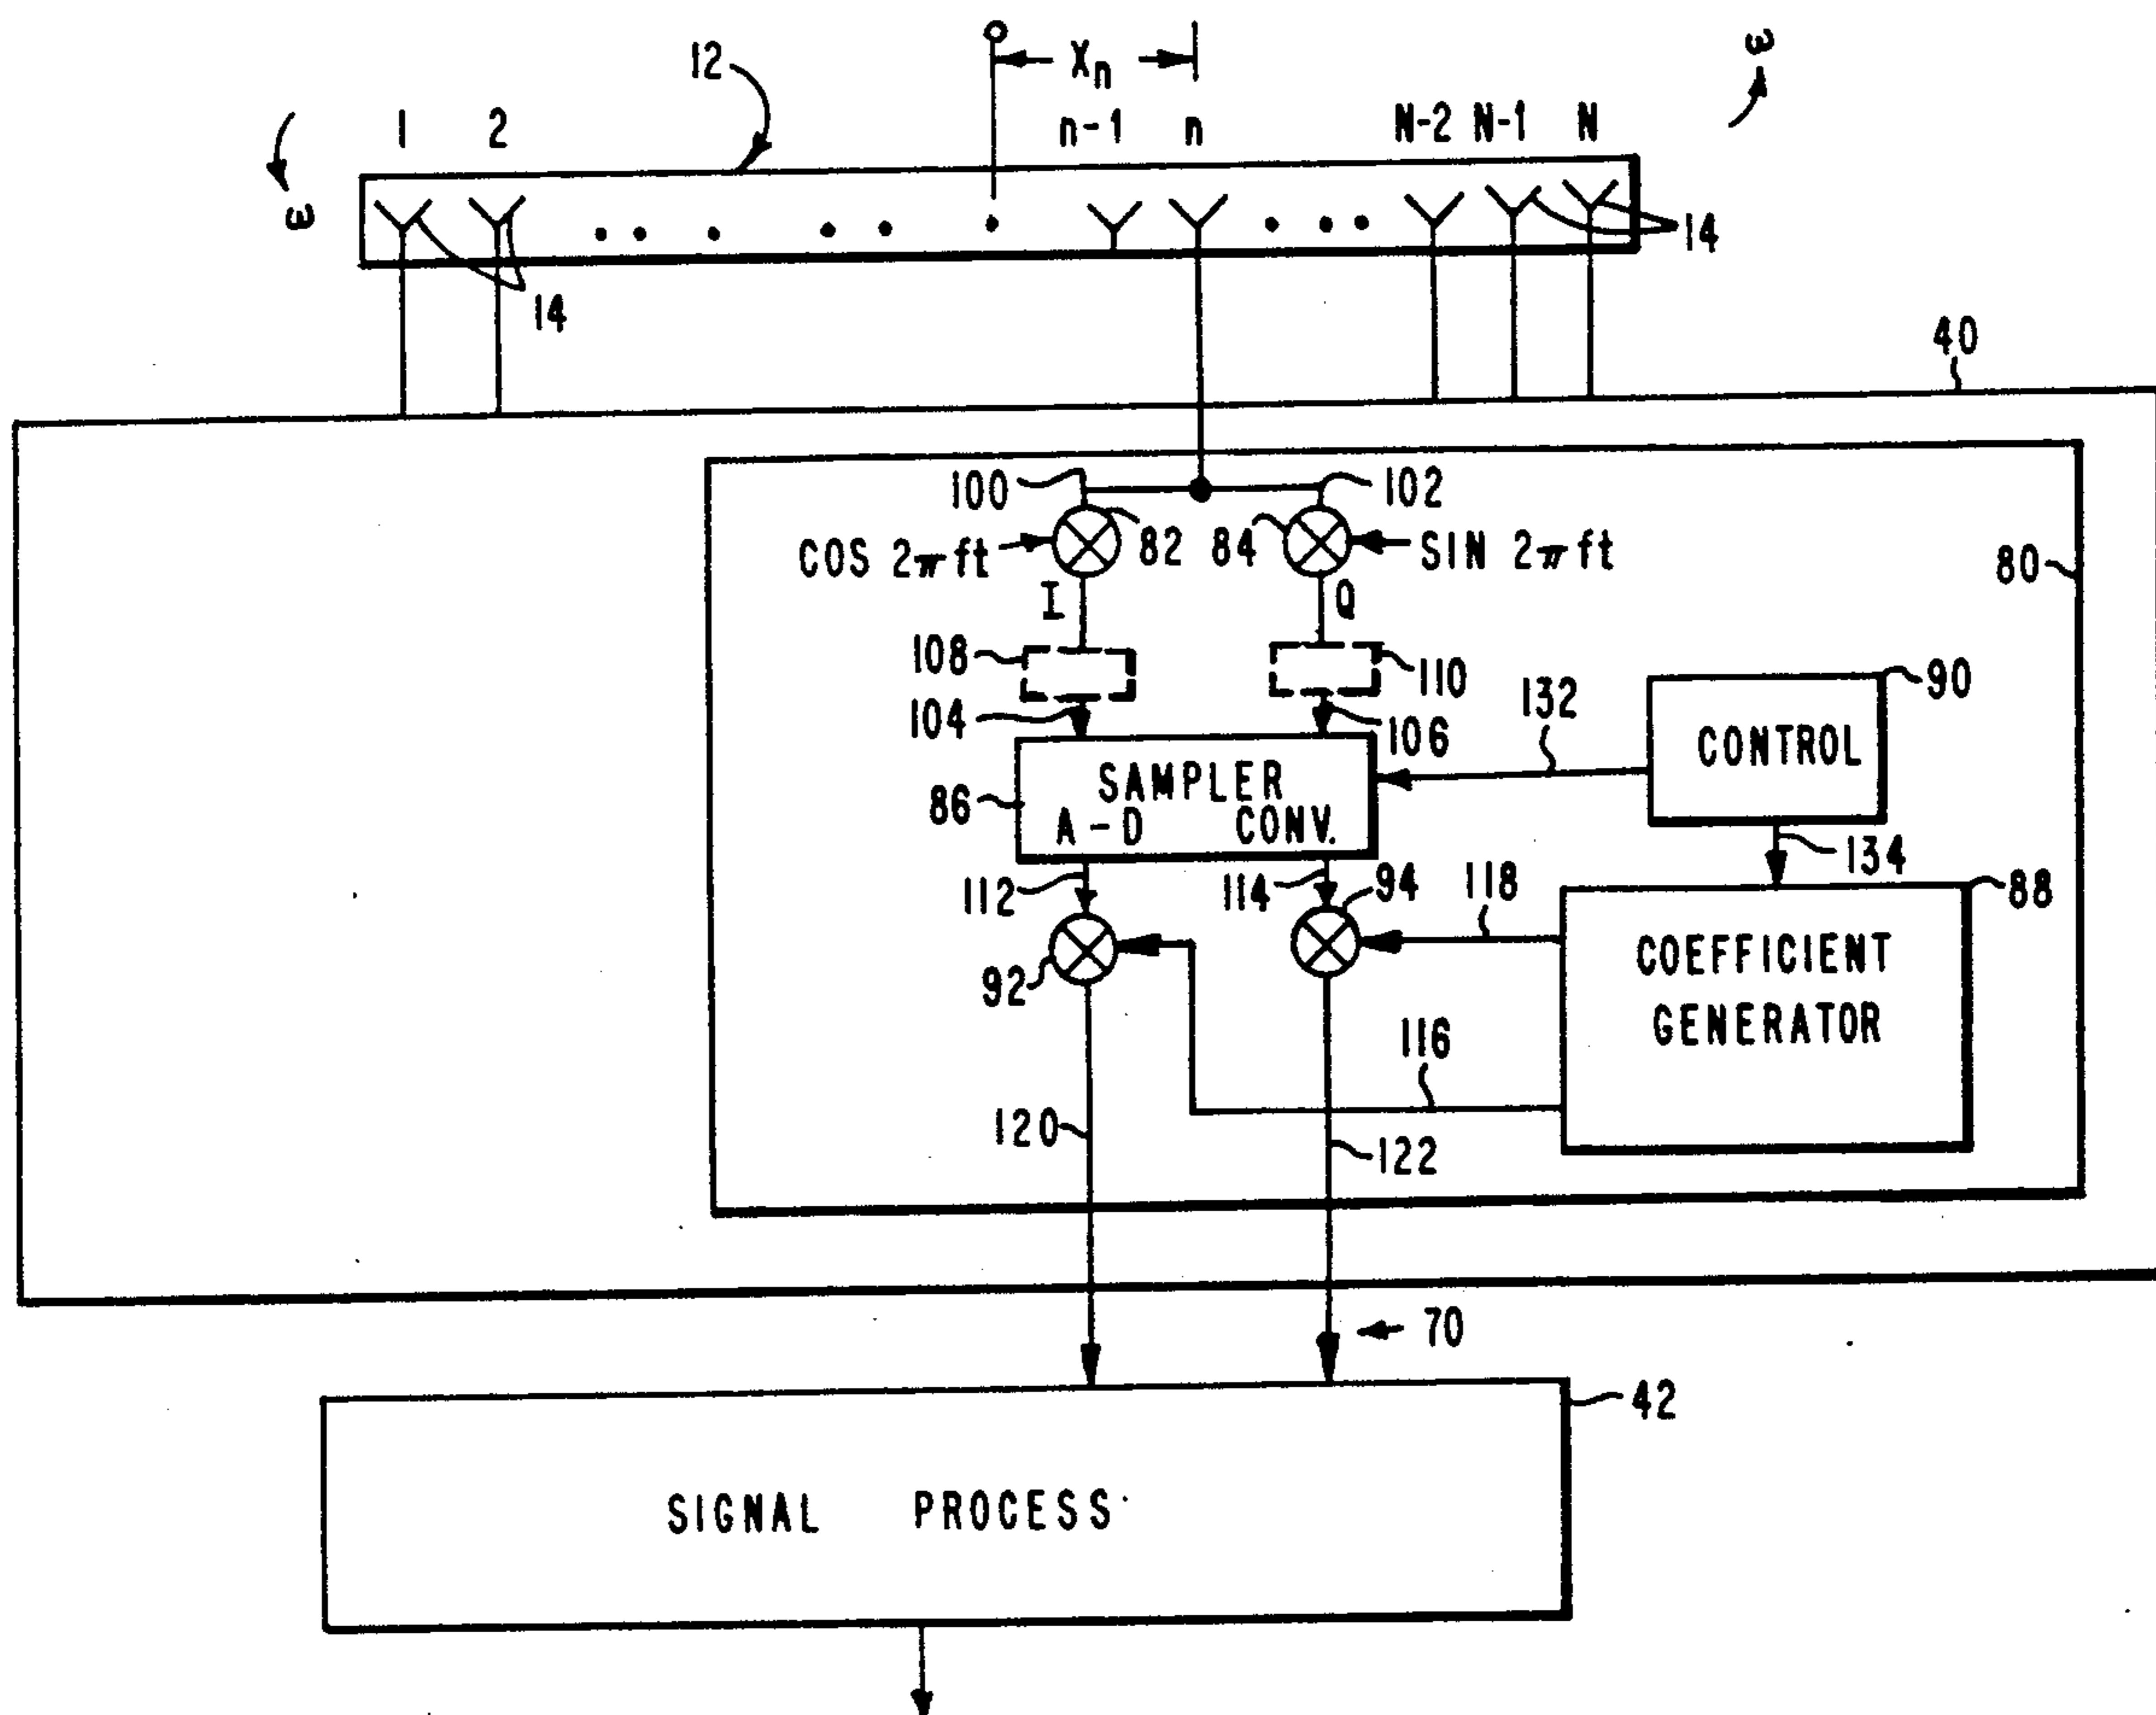 12
Xn
ω
1 2 n-1 n N-2 N-1 N
ω
14
14
40
100 102
COS 2πft 82 84 SIN 2πft
80
I Q
108 110
132 90
104 106
CONTROL
86 SAMPLER
A-D CONV.
134
112 114 94 118 88
92
COEFFICIENT
GENERATOR
116
120 122
70
42
SIGNAL PROCESS